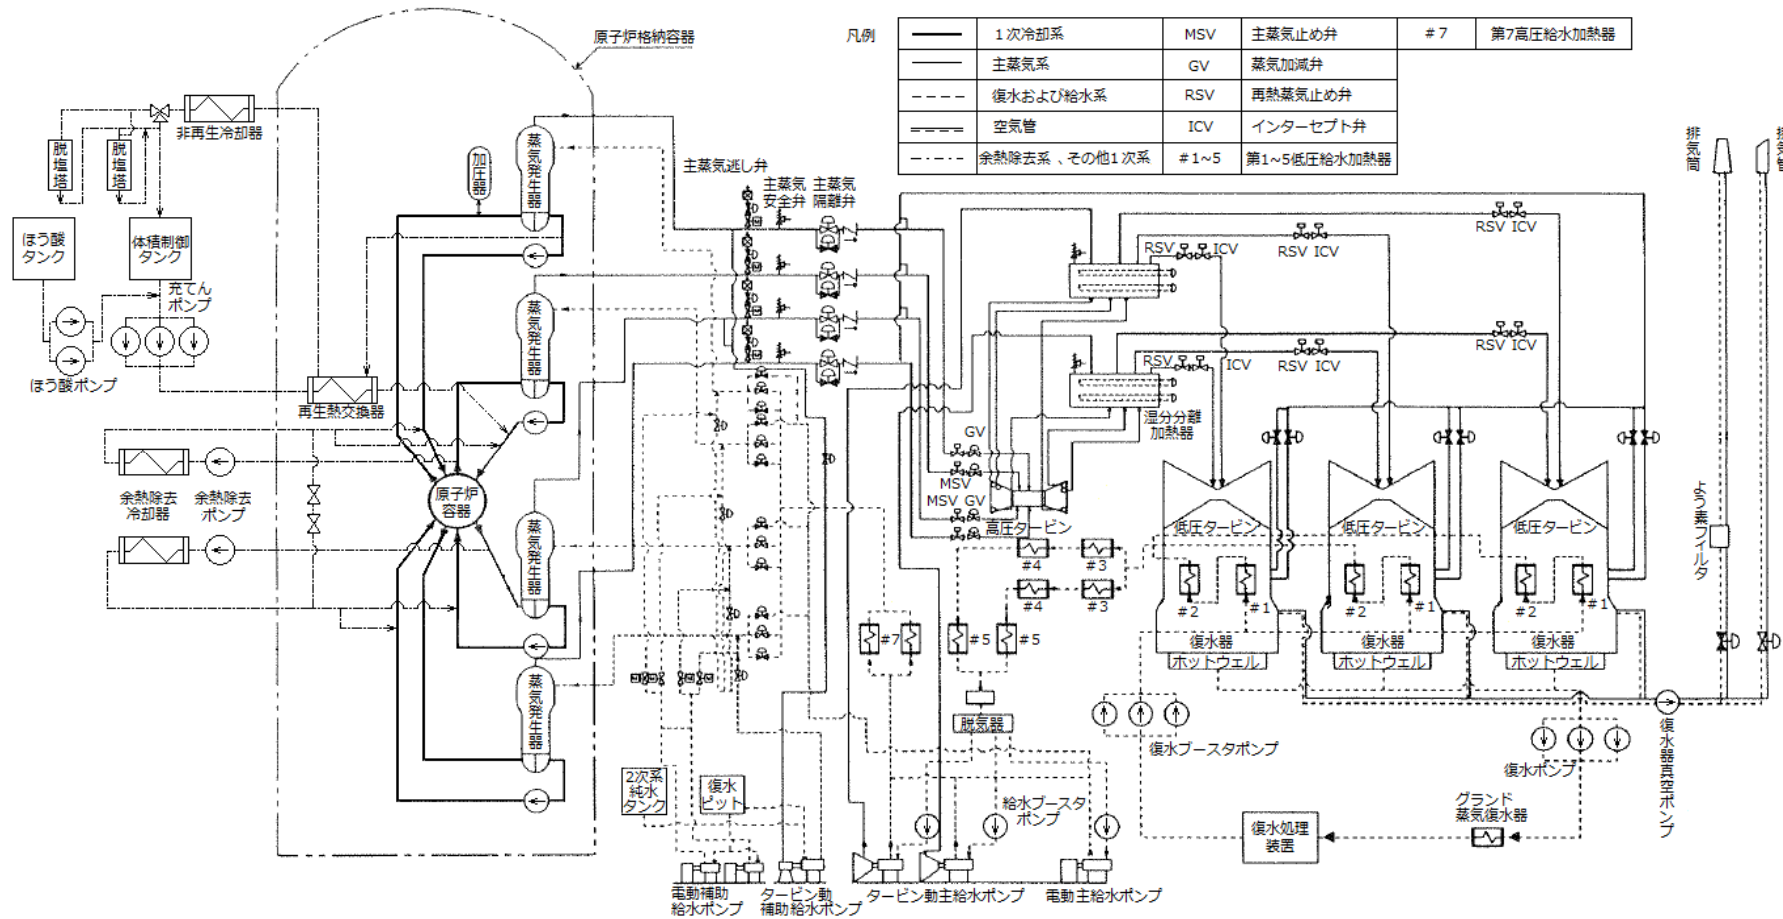 凡例
1次冷却系
MSV
主蒸気止め弁
#7
第7高圧給水加熱器
主蒸気系
GV
蒸気加減弁
復水および給水系
RSV
再熱蒸気止め弁
空気管
ICV
インターセプト弁
余熱除去系、その他1次系
#1~5
第1~5低圧給水加熱器
原子炉格納容器
非再生冷却器
脱塩塔
脱塩塔
ほう酸
タンク
体積制御
タンク
充てん
ポンプ
ほう酸ポンプ
再生熱交換器
余熱除去
冷却器
余熱除去
ポンプ
加圧器
蒸気発生器
蒸気発生器
蒸気発生器
蒸気発生器
原子炉
容器
主蒸気逃し弁
主蒸気
安全弁
主蒸気
隔離弁
M
M
M
M
M
M
M
M
RSV
ICV
RSV ICV
RSV ICV
RSV
ICV
RSV ICV
RSV ICV
湿分分離
加熱器
GV
MSV
MSV GV
高圧タービン
低圧タービン
低圧タービン
低圧タービン
#4
#3
#4
#3
#2
#1
#2
#1
#2
#1
#7
#5
#5
復水器
復水器
復水器
ホットウェル
ホットウェル
ホットウェル
脱気器
復水ブースタポンプ
復水ポンプ
復水器真空ポンプ
グランド
蒸気復水器
復水処理
装置
給水ブースタ
ポンプ
2次系
純水
タンク
復水
ピット
電動補助
給水ポンプ
タービン動
補助給水ポンプ
タービン動主給水ポンプ
電動主給水ポンプ
排気筒
排気管
よう素フィルタ